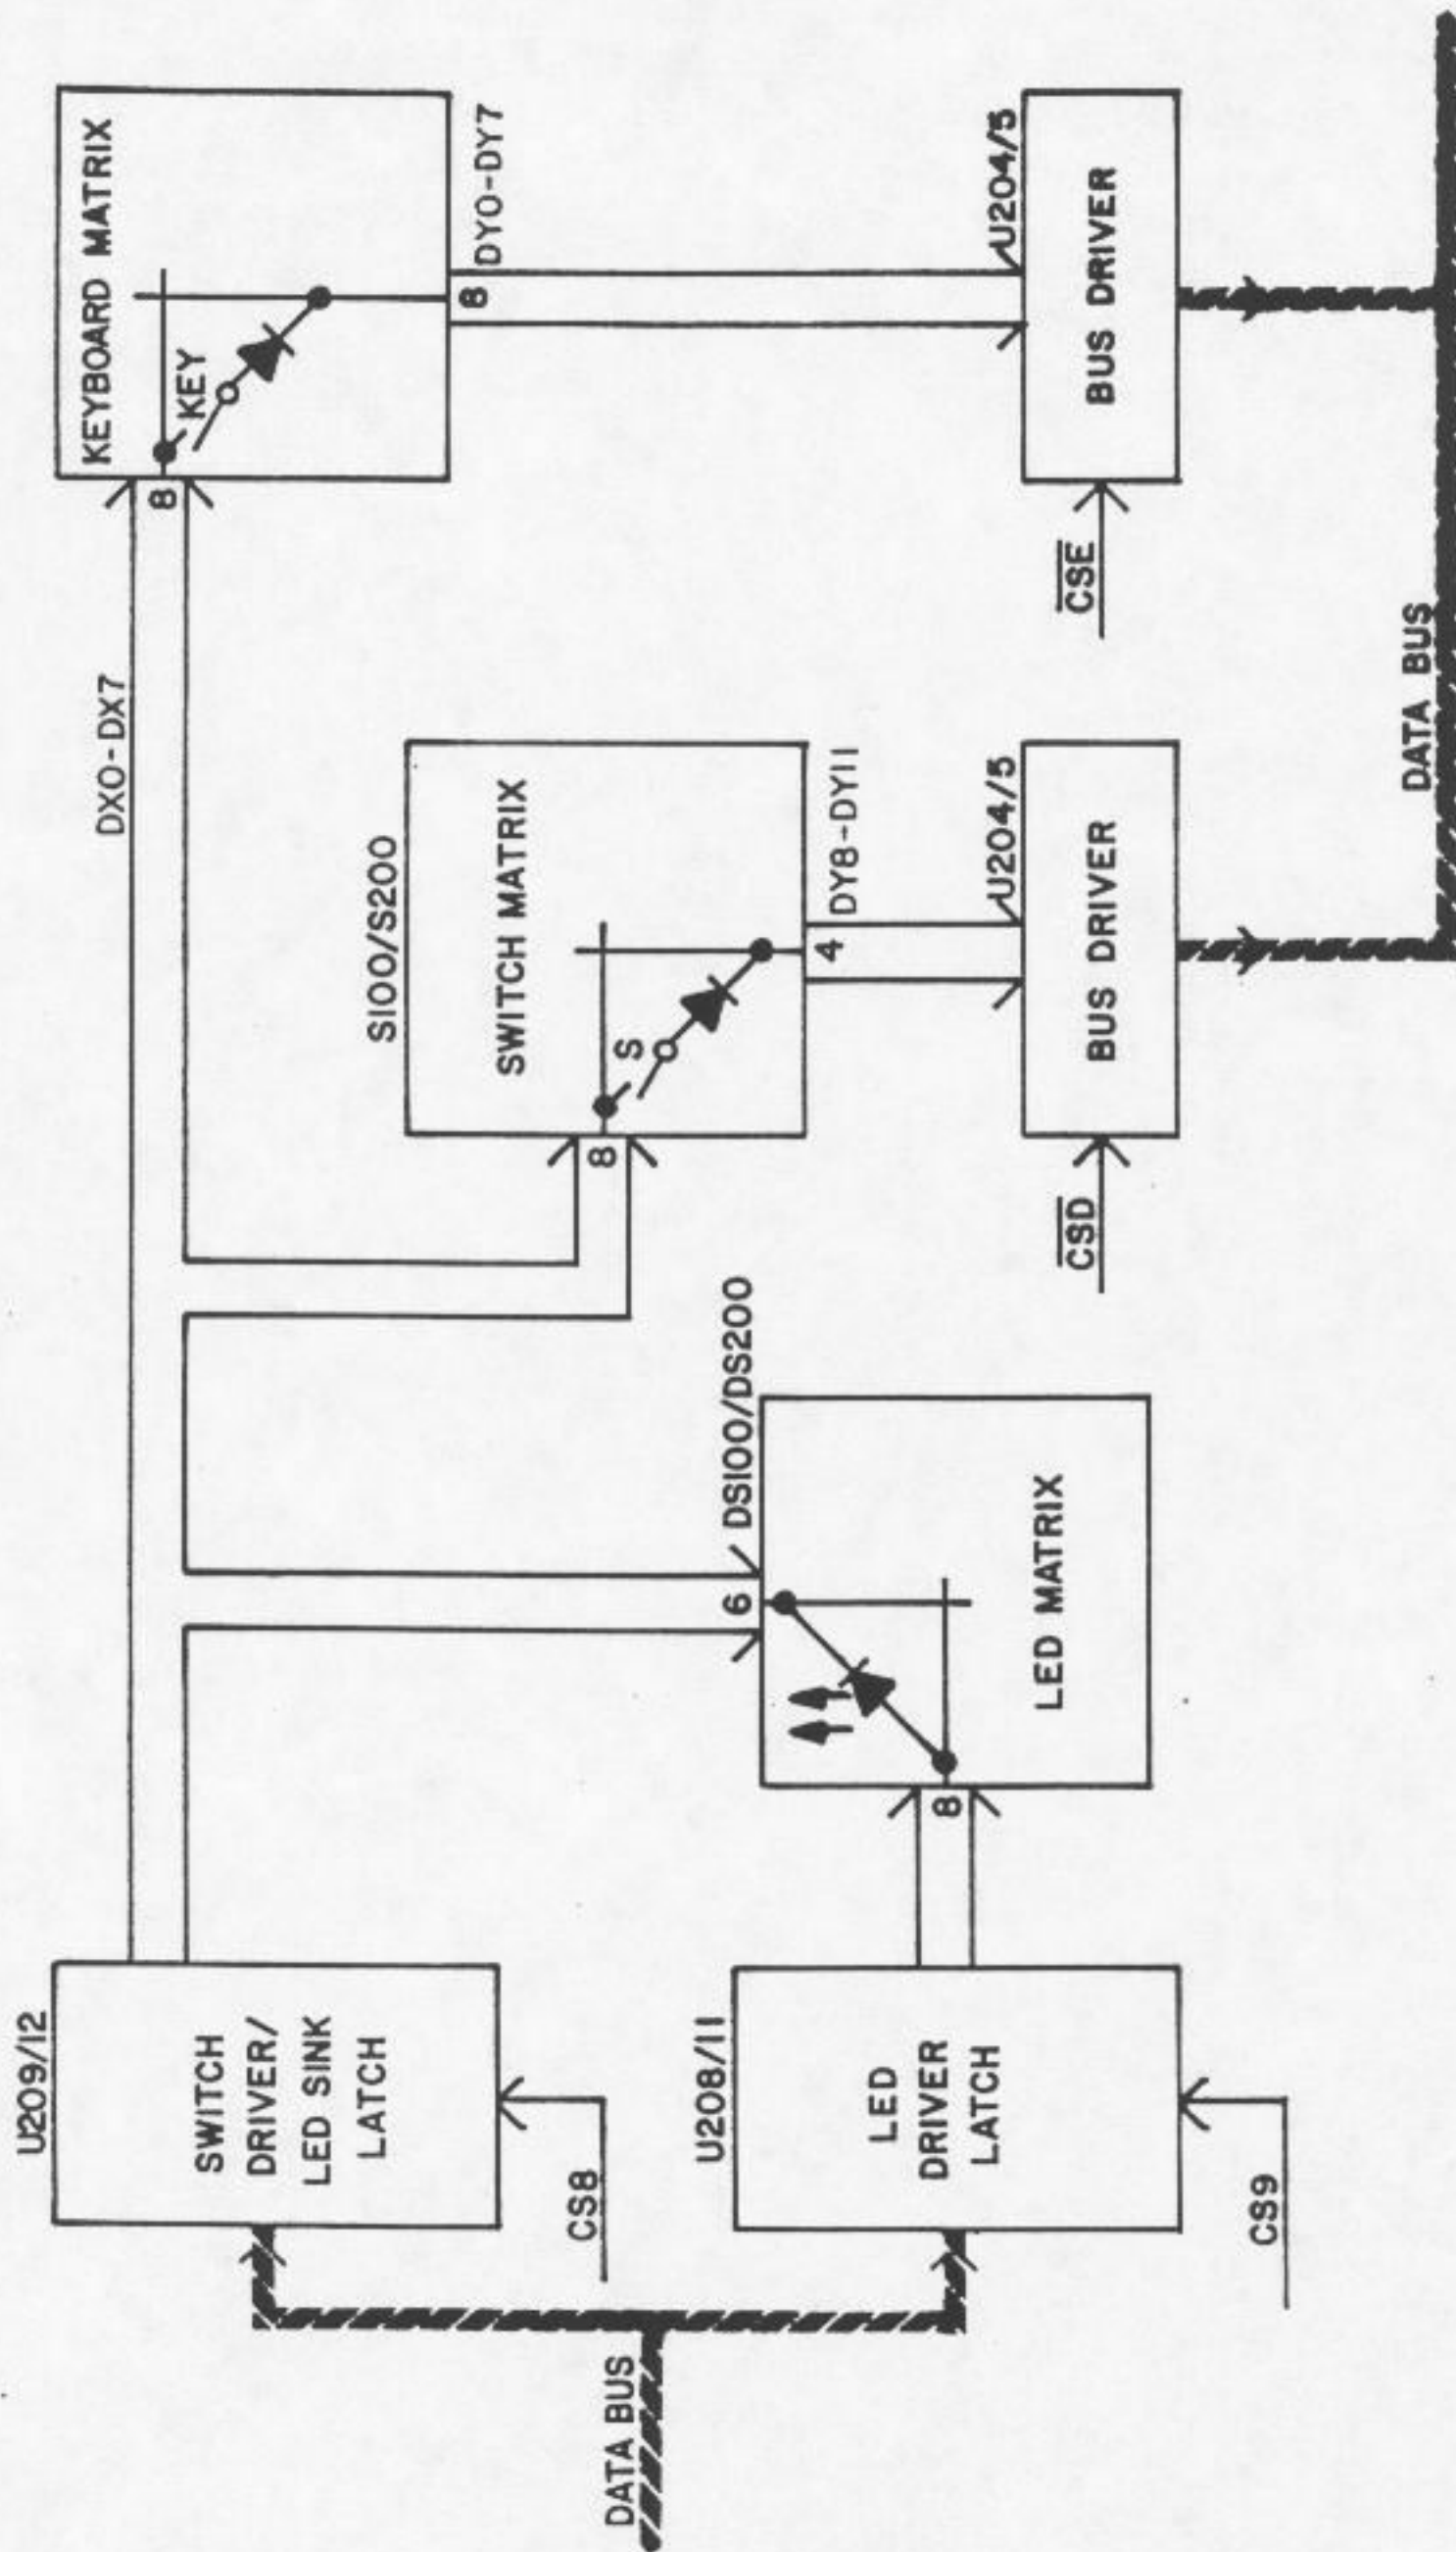 U209/12
SWITCH
DRIVER/
LED SINK
LATCH
CS8
DATA BUS
U208/11
LED
DRIVER
LATCH
CS9
DX0-DX7
6
DS100/DS200
LED MATRIX
8
S100/S200
SWITCH MATRIX
8
S
4
DY8-DY11
U204/5
BUS DRIVER
CSD
KEYBOARD MATRIX
8
KEY
8
DY0-DY7
U204/5
BUS DRIVER
CSE
DATA BUS